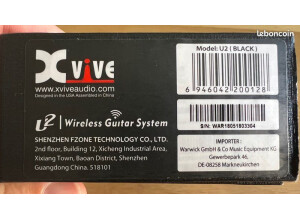 leboncoin
Xvive
www.xviveaudio.com
Designed in the USA Assembled in China
Model: U2 ( BLACK )
6 946042 200128
U2 | Wireless Guitar System
S/N: WAR16051803364
SHENZHEN FZONE TECHNOLOGY CO., LTD.
2nd floor, Building 12, Xicheng Industrial Area,
Xixiang Town, Baoan District, Shenzhen
Guangdong China. 518101
IMPORTER :
Warwick GmbH & Co Music Equipment KG
Gewerbepark 46,
DE-08258 Markneukirchen